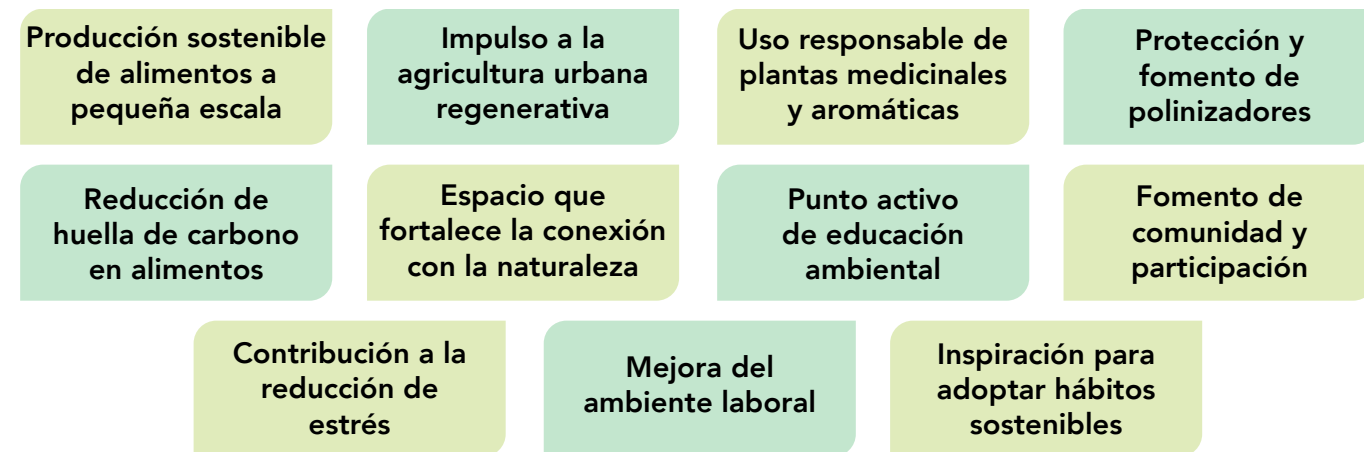 Producción sostenible
de alimentos a
pequeña escala
Impulso a la
agricultura urbana
regenerativa
Uso responsable de
plantas medicinales
y aromáticas
Protección y
fomento de
polinizadores
Reducción de
huella de carbono
en alimentos
Espacio que
fortalece la conexión
con la naturaleza
Punto activo
de educación
ambiental
Fomento de
comunidad y
participación
Contribución a la
reducción de
estrés
Mejora del
ambiente laboral
Inspiración para
adoptar hábitos
sostenibles